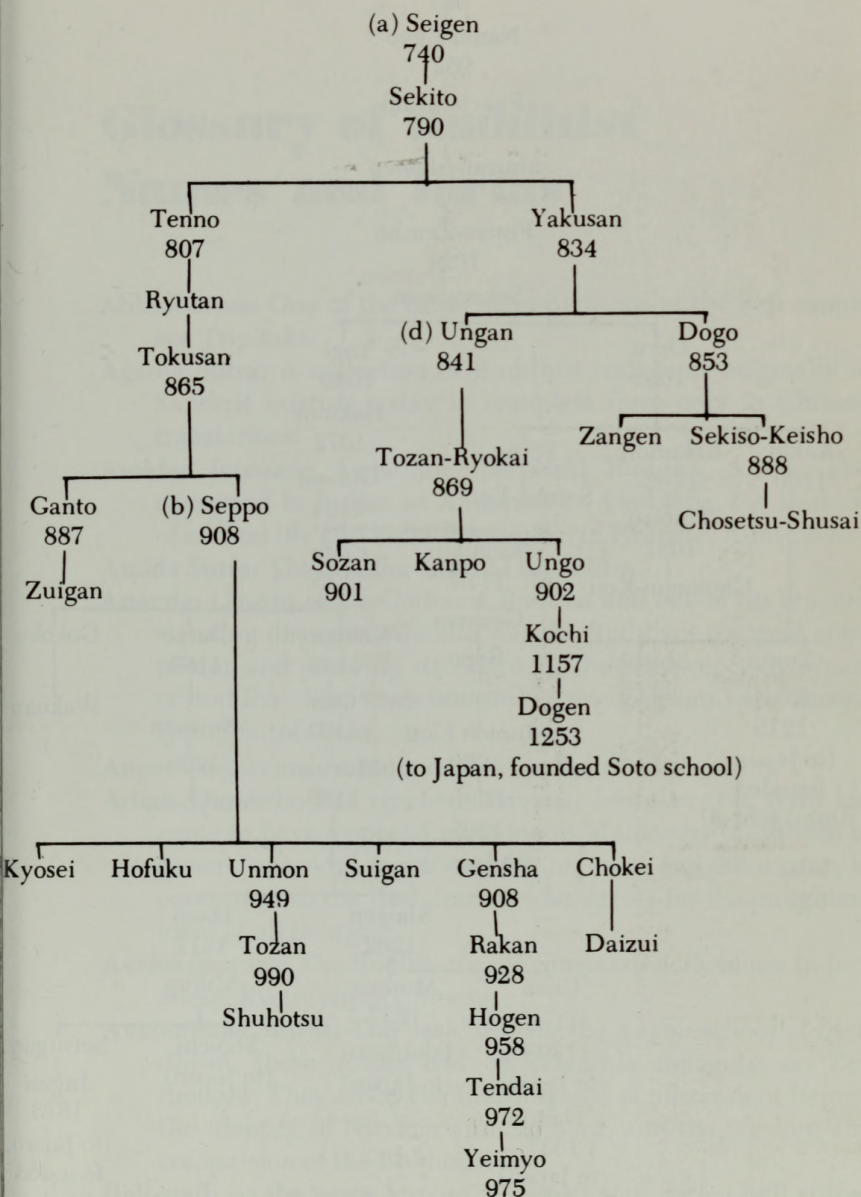 (a) Seigen
740
Sekito
790
Tenno Yakusan
807 834
Ryutan
Tokusan
865
(d) Ungan Dogo
841 853
Zangen Sekiso-Keisho
888
Chosetsu-Shusai
Tozan-Ryokai
869
Ganto (b) Seppo
887 908
Zuigan
Sozan Kanpo Ungo
901 902
Kochi
1157
Dogen
1253
(to Japan, founded Soto school)
Kyosei Hofuku Unmon Suigan Gensha Chokei
949 908
Tozan Rakan Daizui
990 928
Shuhotsu Hogen
958
Tendai
972
Yeimyo
975